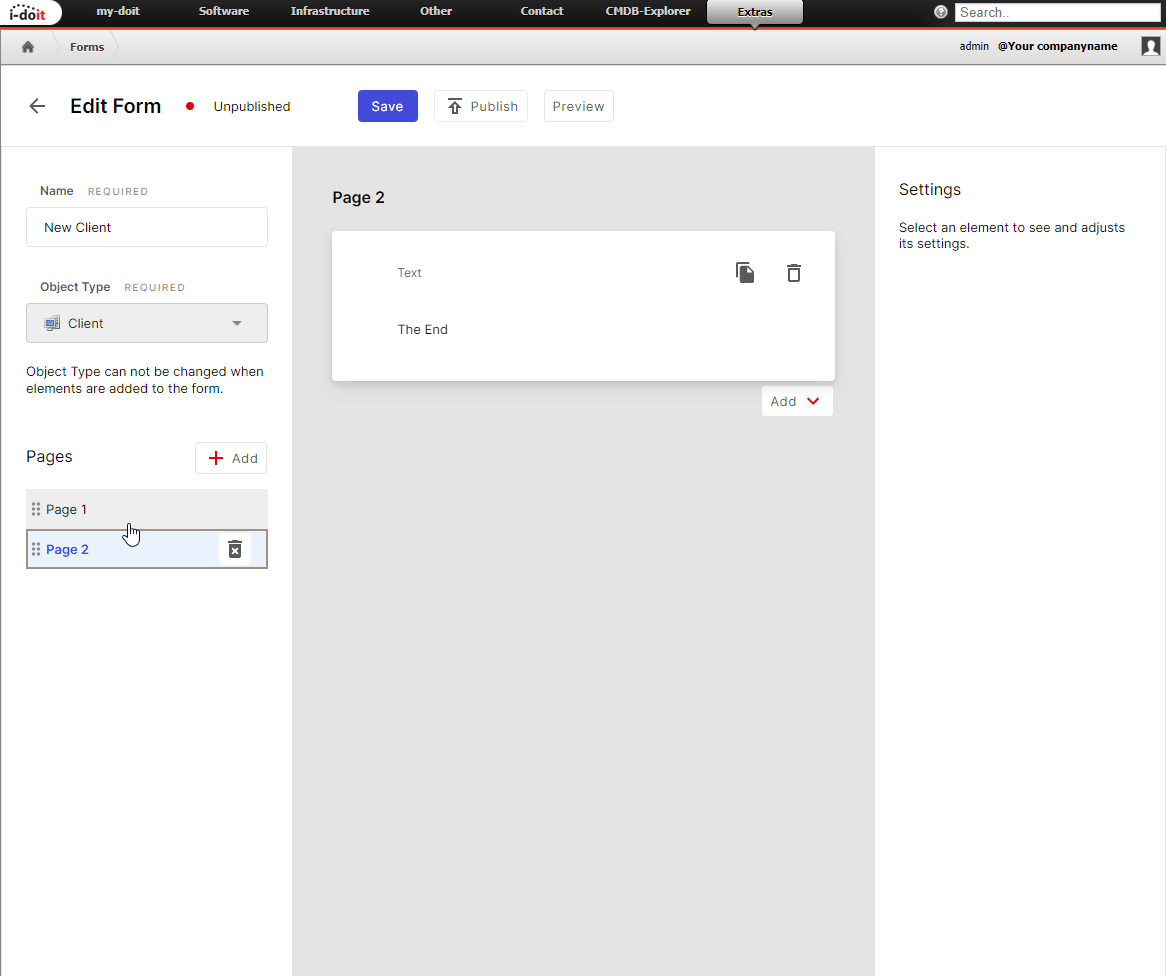 i-doit
my-doit Software Infrastructure Other Contact CMDB-Explorer Extras Search..
Forms admin @Your companyname
Edit Form Unpublished Save Publish Preview
Name REQUIRED
New Client
Object Type REQUIRED
Client
Object Type can not be changed when
elements are added to the form.
Pages Add
Page 1
Page 2
Page 2
Text
The End
Add
Settings
Select an element to see and adjusts
its settings.